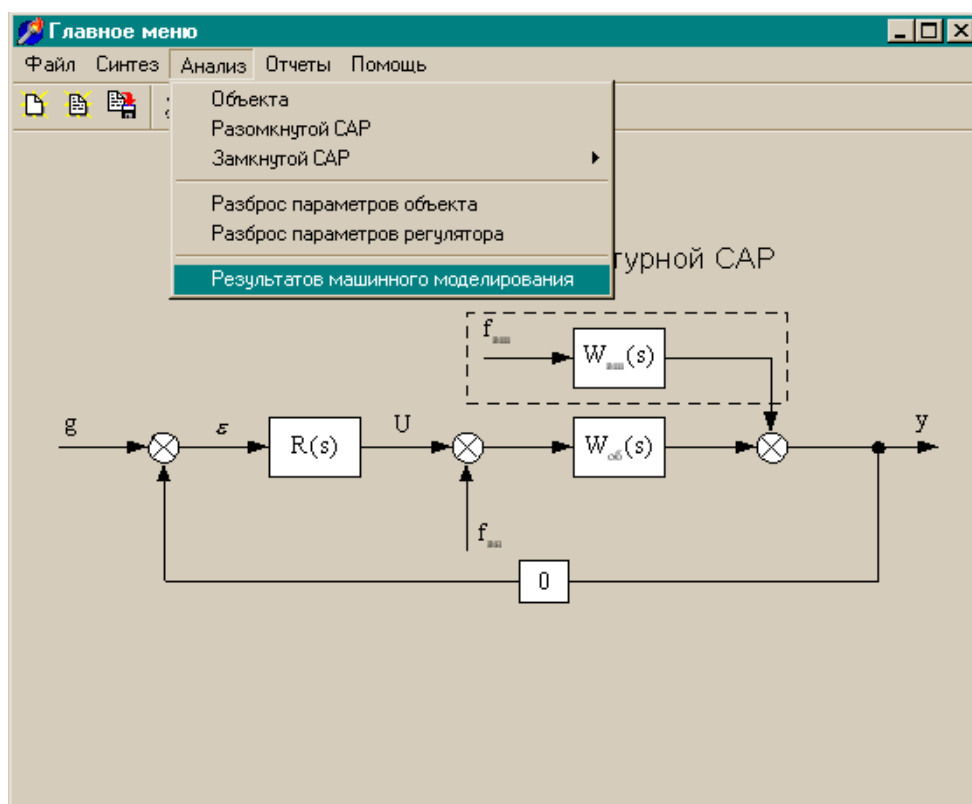 Главное меню
Файл Синтез Анализ Отчеты Помощь
Объекта
Разомкнутой САР
Замкнутой САР
Разброс параметров объекта
Разброс параметров регулятора
Результатов машинного моделирования
турной САР
f
W (s)
g ε R(s) U W об (s) y
f
0